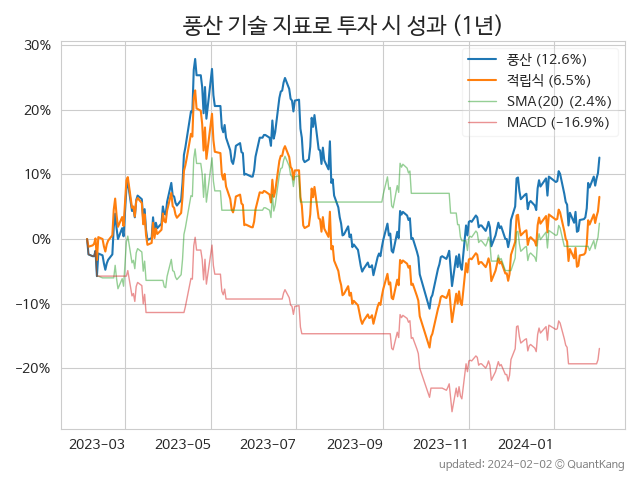 풍산 기술 지표로 투자 시 성과 (1년)
풍산 (12.6%)
적립식 (6.5%)
SMA(20) (2.4%)
MACD (−16.9%)
30%
20%
10%
0%
−10%
−20%
2023-03
2023-05
2023-07
2023-09
2023-11
2024-01
updated: 2024-02-02 © QuantKang